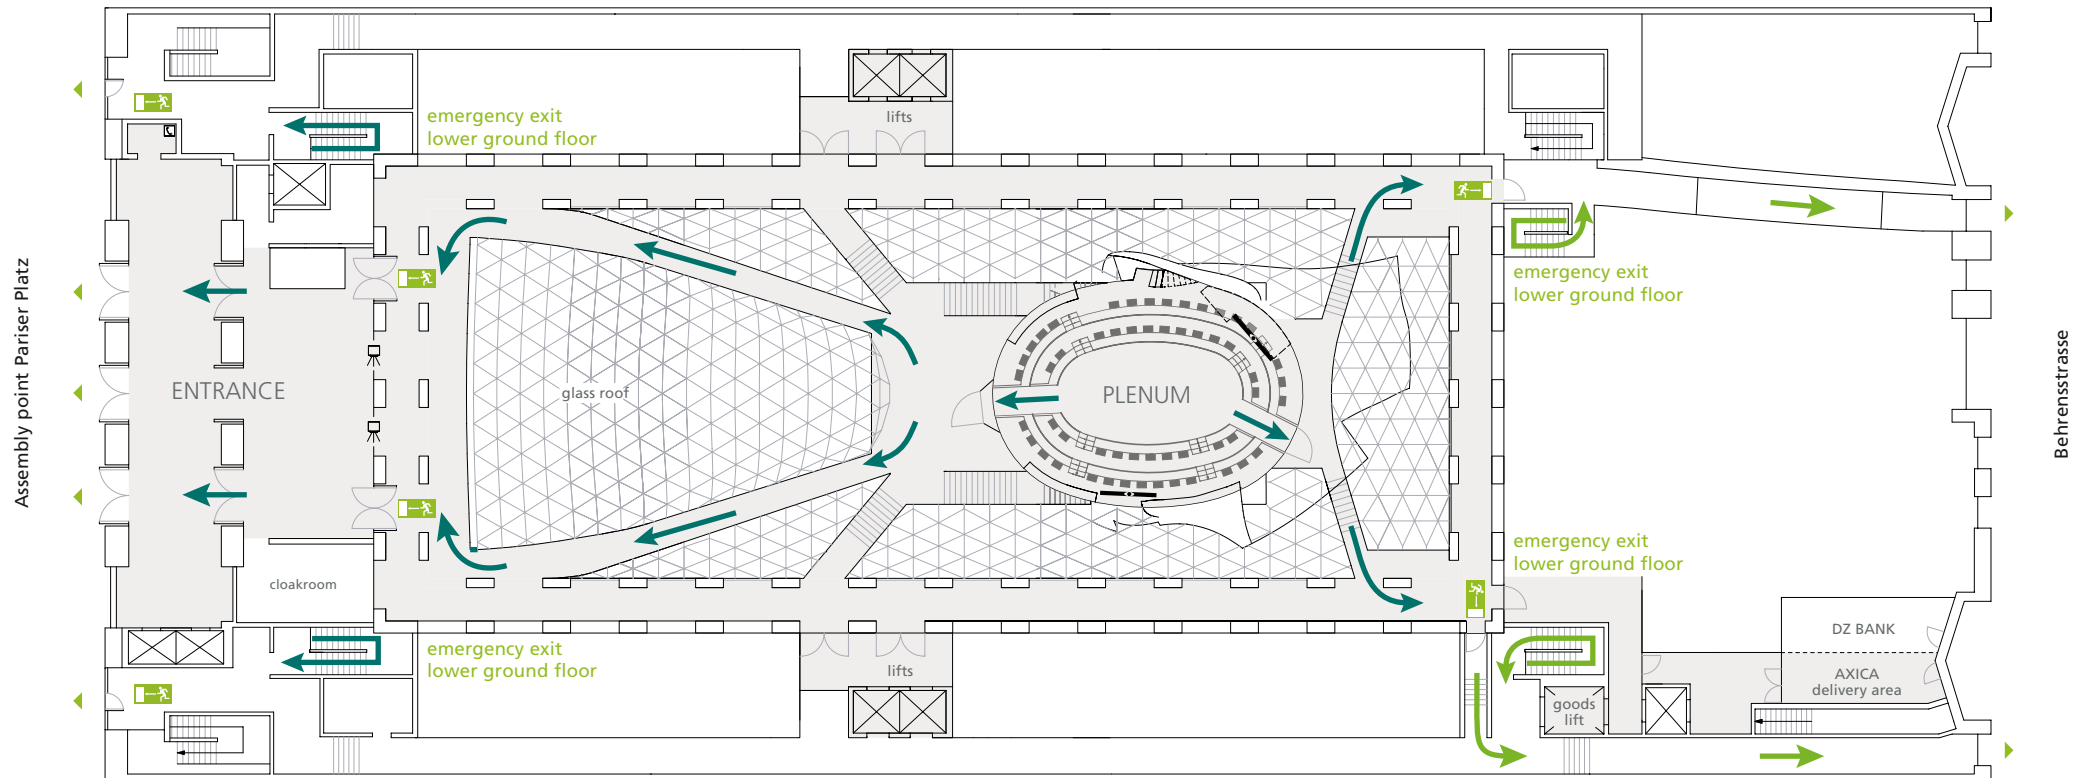 emergency exit
lower ground floor
lifts
emergency exit
lower ground floor
Assembly point Pariser Platz
ENTRANCE
glass roof
PLENUM
Behrensstrasse
emergency exit
lower ground floor
cloakroom
emergency exit
lower ground floor
lifts
DZ BANK
AXICA
delivery area
goods
lift